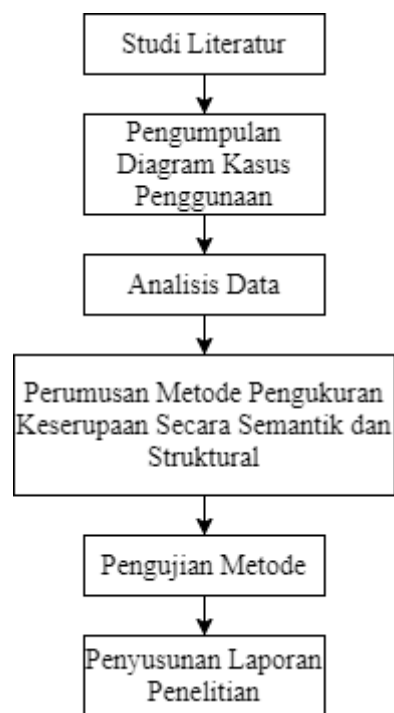 Studi Literatur
Pengumpulan
Diagram Kasus
Penggunaan
Analisis Data
Perumusan Metode Pengukuran
Keserupaan Secara Semantik dan
Struktural
Pengujian Metode
Penyusunan Laporan
Penelitian